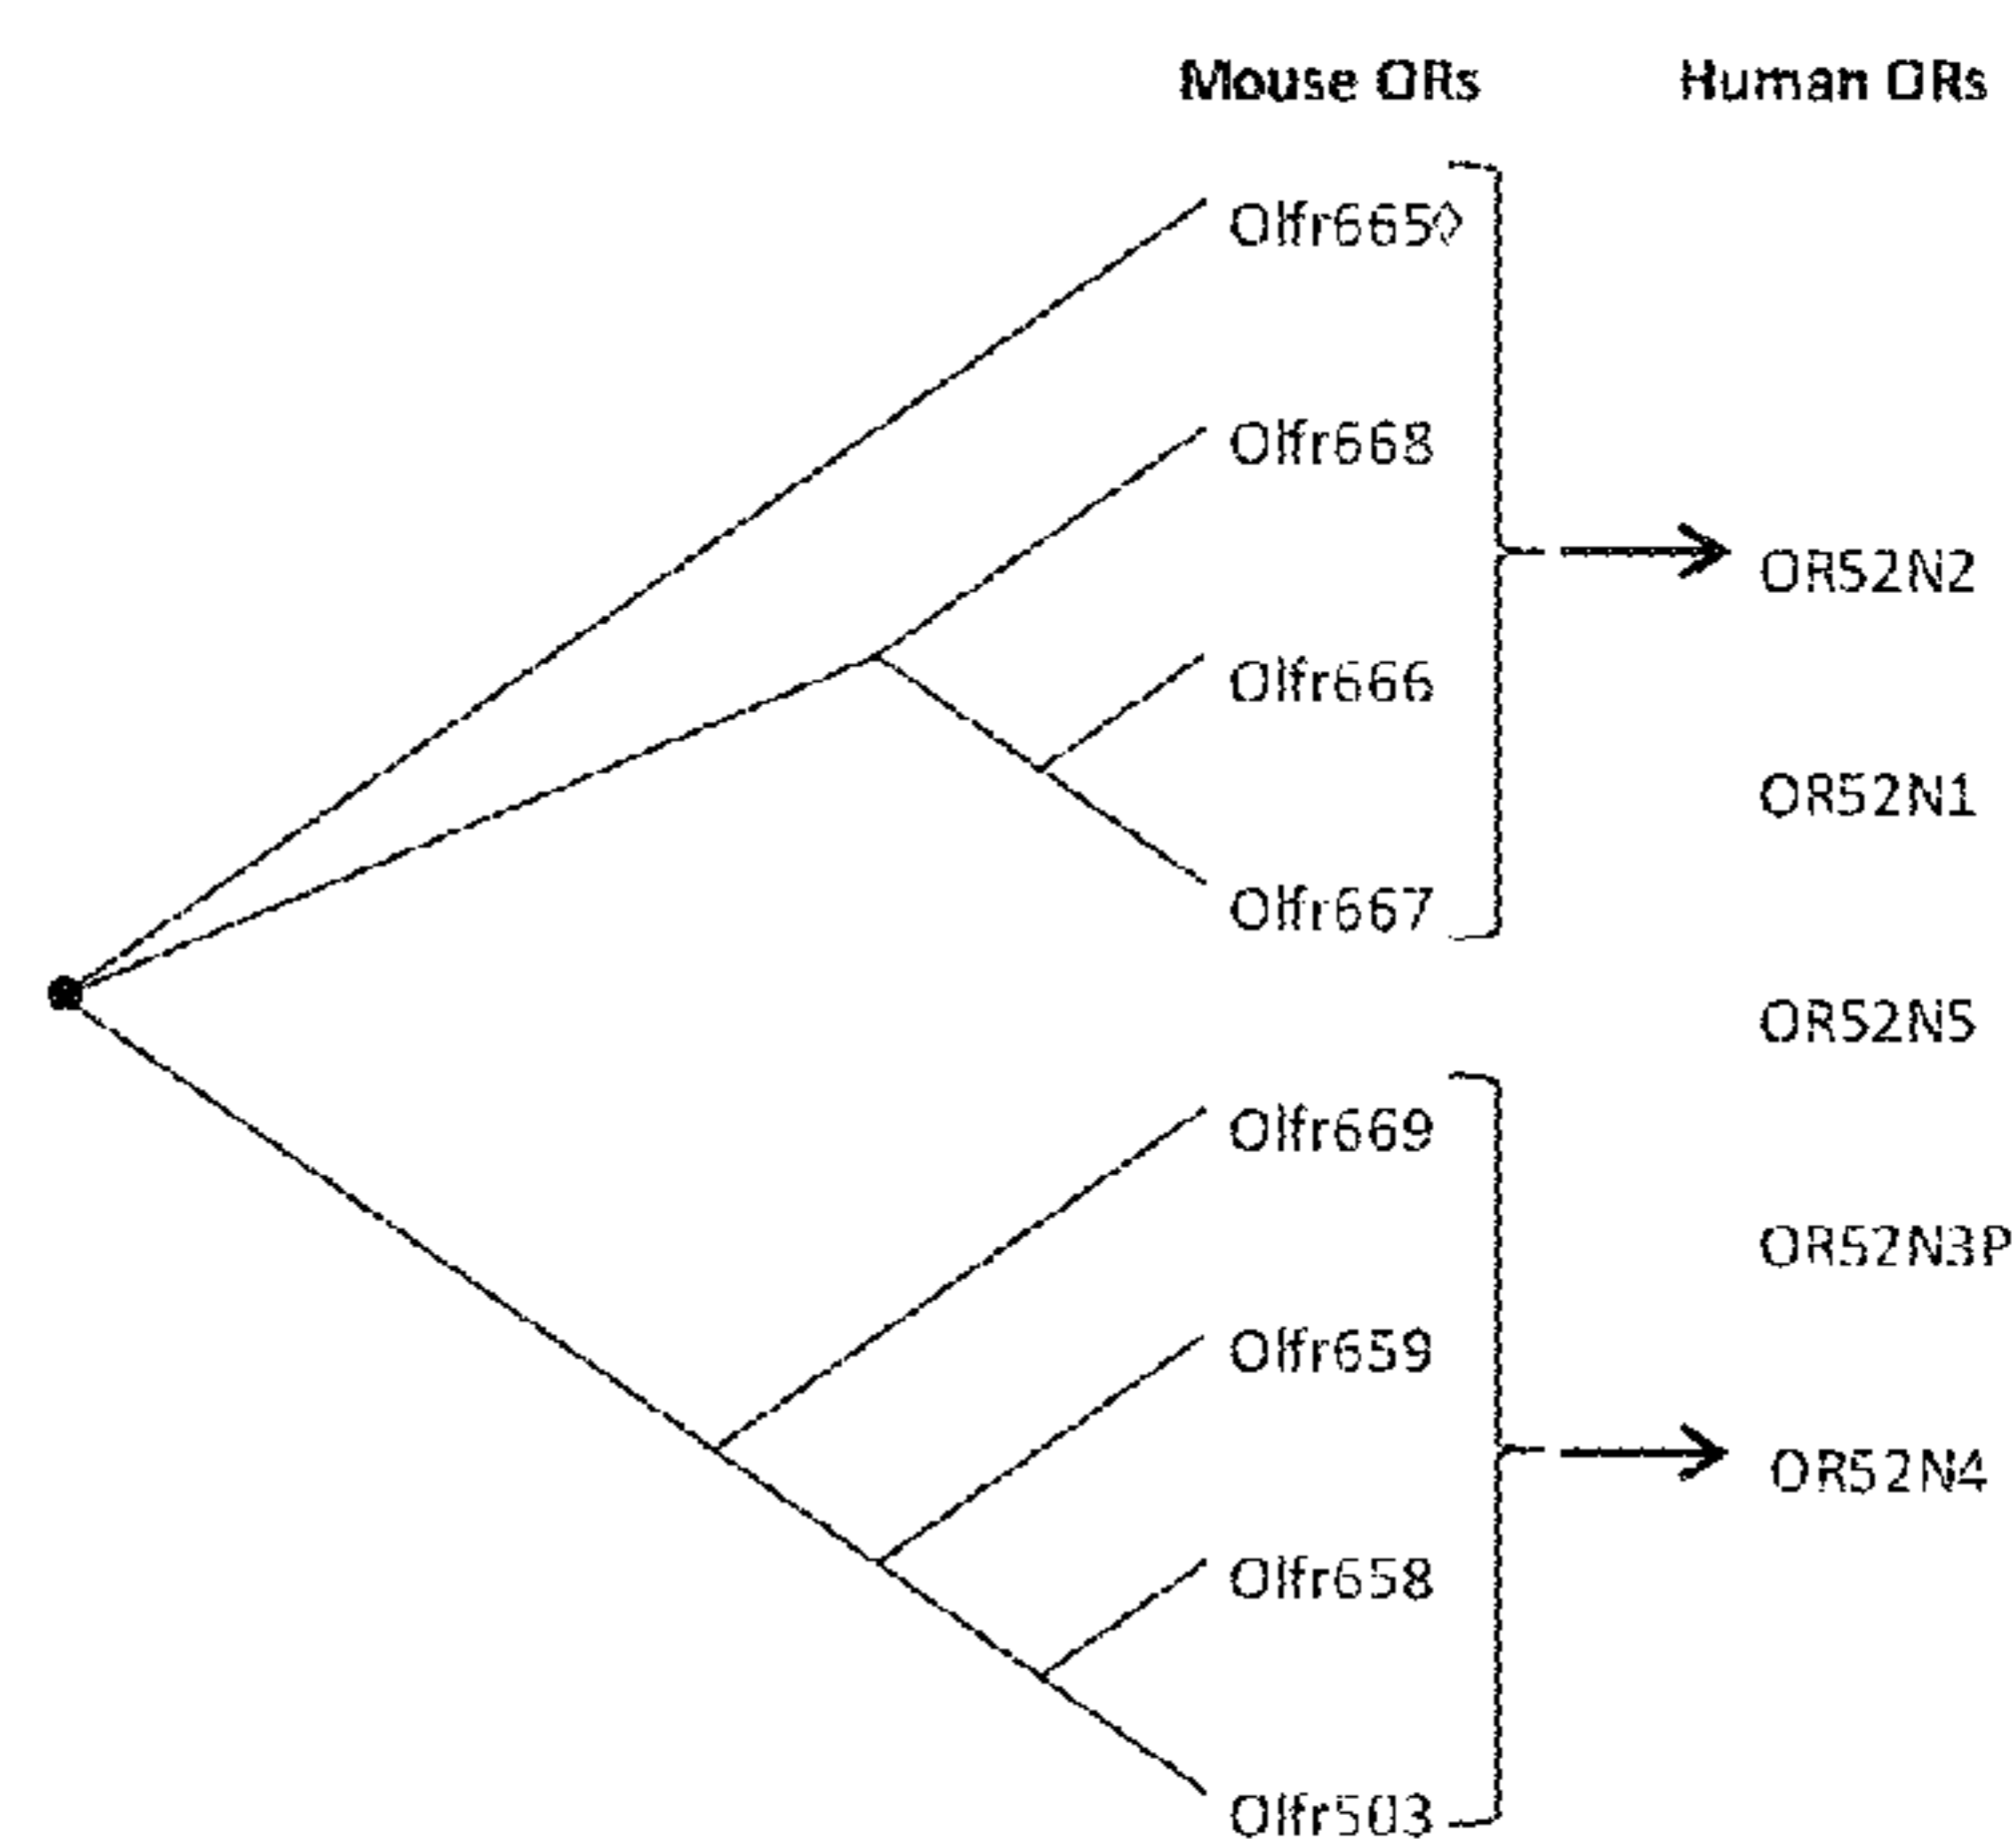 Mouse ORs Human ORs
Olfr665◊
Olfr668
OR52N2
Olfr666
OR52N1
Olfr667
OR52N5
Olfr669
OR52N3P
Olfr659
OR52N4
Olfr658
Olfr503